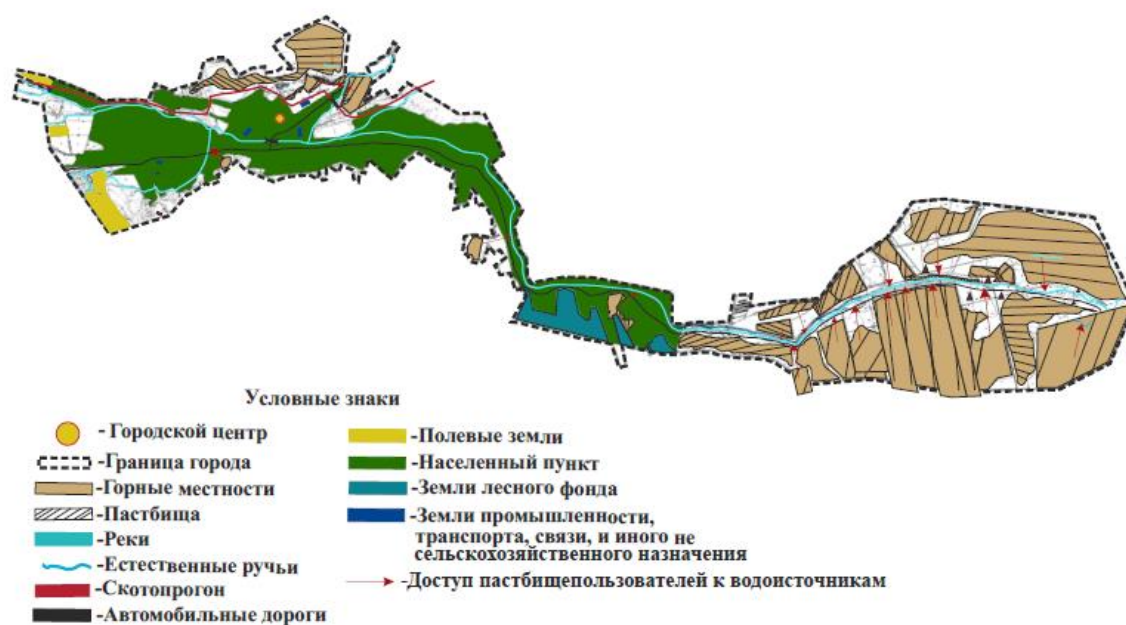 Условные знаки
- Городской центр
-Граница города
-Горные местности
-Пастбища
-Реки
-Естественные ручьи
-Скотопрогон
-Автомобильные дороги
-Полевые земли
-Населенный пункт
-Земли лесного фонда
-Земли промышленности,
транспорта, связи, и иного не
сельскохозяйственного назначения
-Доступ пастбищепользователей к водоисточникам